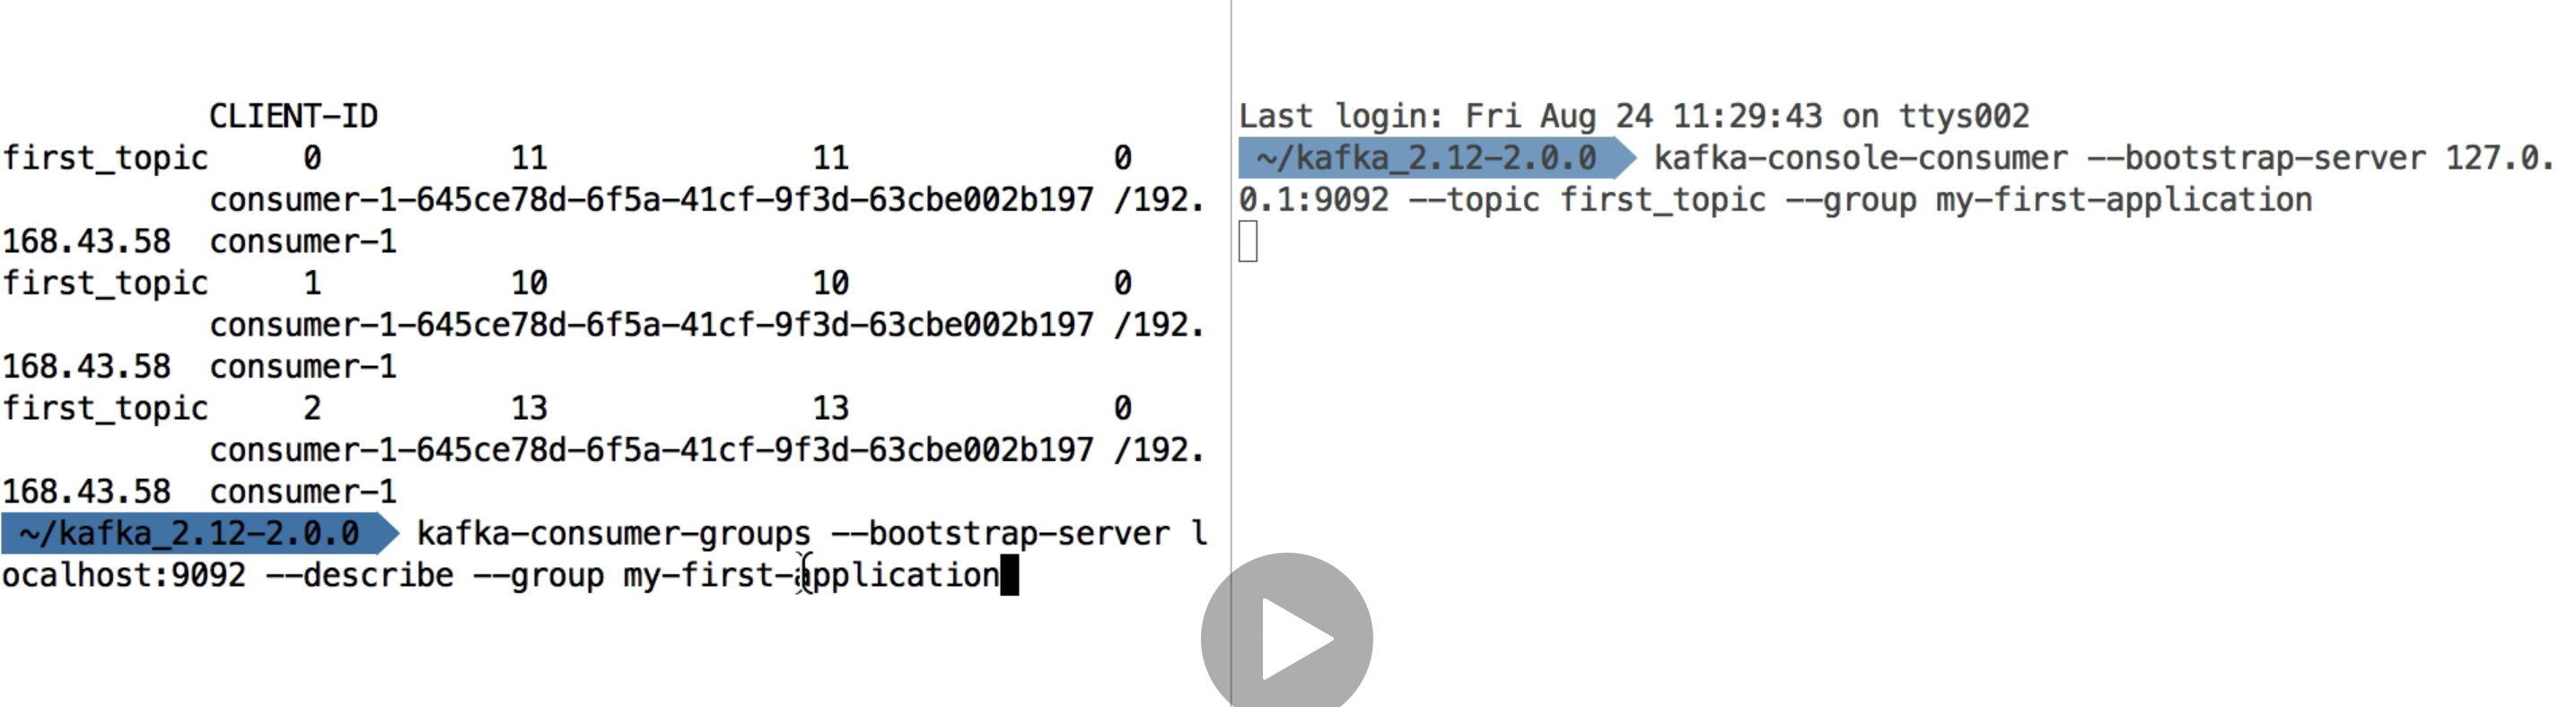 CLIENT-ID
first_topic 0 11 11 0
consumer-1-645ce78d-6f5a-41cf-9f3d-63cbe002b197 /192.
168.43.58 consumer-1
first_topic 1 10 10 0
consumer-1-645ce78d-6f5a-41cf-9f3d-63cbe002b197 /192.
168.43.58 consumer-1
first_topic 2 13 13 0
consumer-1-645ce78d-6f5a-41cf-9f3d-63cbe002b197 /192.
168.43.58 consumer-1
~/kafka_2.12-2.0.0 kafka-consumer-groups --bootstrap-server l
ocalhost:9092 --describe --group my-first-application
Last login: Fri Aug 24 11:29:43 on ttys002
~/kafka_2.12-2.0.0 kafka-console-consumer --bootstrap-server 127.0.
0.1:9092 --topic first_topic --group my-first-application